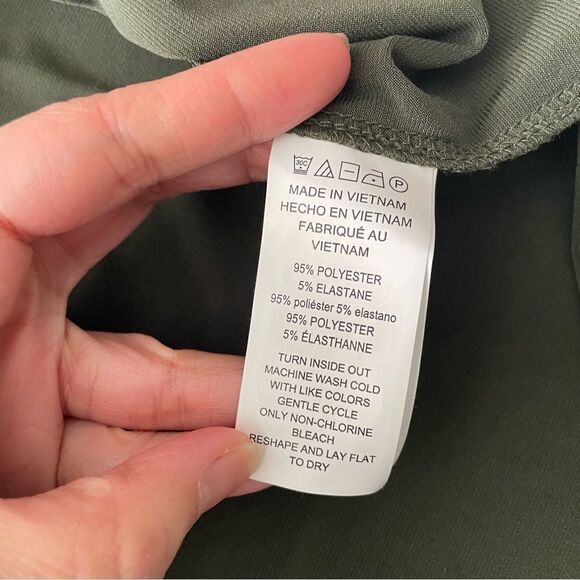 30C P
MADE IN VIETNAM
HECHO EN VIETNAM
FABRIQUÉ AU
VIETNAM
95% POLYESTER
5% ELASTANE
95% poliéster 5% elastano
95% POLYESTER
5% ÉLASTHANNE
TURN INSIDE OUT
MACHINE WASH COLD
WITH LIKE COLORS
GENTLE CYCLE
ONLY NON-CHLORINE
BLEACH
RESHAPE AND LAY FLAT
TO DRY